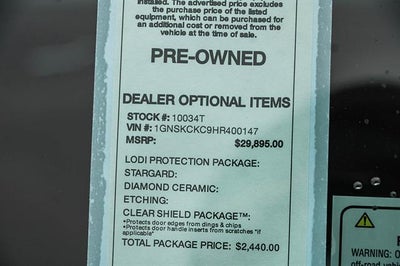 installed. The advertised price excludes
the purchase price of the listed
equipment, which can be purchased for
an additional cost or removed from the
vehicle at the time of sale.
PRE-OWNED
DEALER OPTIONAL ITEMS
STOCK #: 10034T
VIN #: 1GNSKCKC9HR400147
MSRP: $29,895.00
LODI PROTECTION PACKAGE:
STARGARD:
DIAMOND CERAMIC:
ETCHING:
CLEAR SHIELD PACKAGE™:
*Protects door edges from dings & chips
*Protects door handle inserts from scratches *if
applicable*
TOTAL PACKAGE PRICE: $2,440.00
WARNING: O
off-road vehi